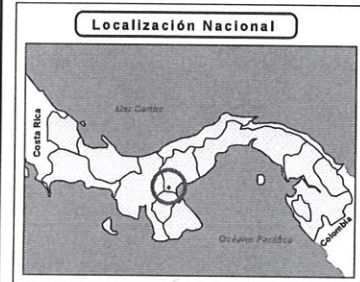 Localización Nacional
Mar Caribe
Costa Rica
Océano Pacífico
Colombia